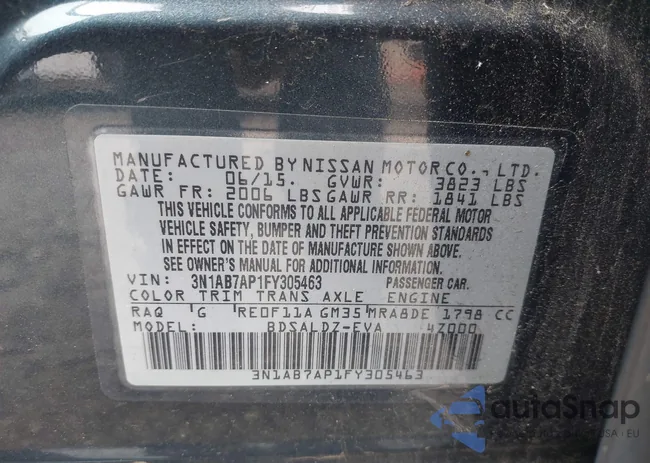 MANUFACTURED BY NISSAN MOTOR CO., LTD.
DATE: 06/15. GVWR: 3823 LBS
GAWR FR: 2006 LBS GAWR RR: 1841 LBS
THIS VEHICLE CONFORMS TO ALL APPLICABLE FEDERAL MOTOR
VEHICLE SAFETY, BUMPER AND THEFT PREVENTION STANDARDS
IN EFFECT ON THE DATE OF MANUFACTURE SHOWN ABOVE.
SEE OWNER'S MANUAL FOR ADDITIONAL INFORMATION.
VIN: 3N1AB7AP1FY305463 PASSENGER CAR.
COLOR TRIM TRANS AXLE ENGINE
RAQ G RE0F11A GM35 MRA8DE 1798 CC
MODEL: BDSALDZ-EVA 4Z000
3N1AB7AP1FY305463
autoSnap
USA - EU